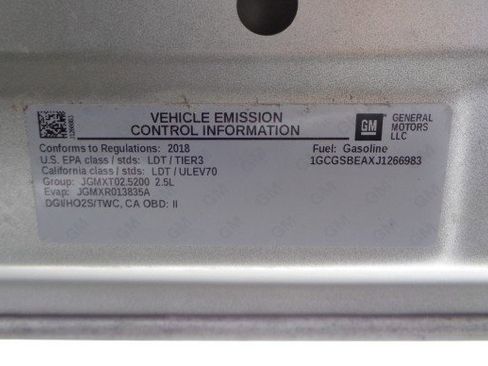 J1266983
VEHICLE EMISSION
CONTROL INFORMATION
GM
GENERAL
MOTORS
LLC
Conforms to Regulations: 2018
U.S. EPA class / stds: LDT / TIER3
California class / stds: LDT / ULEV70
Group: JGMXT02.5200 2.5L
Evap: JGMXR013835A
DGI/HO2S/TWC, CA OBD: II
Fuel: Gasoline
1GCGSBEAXJ1266983